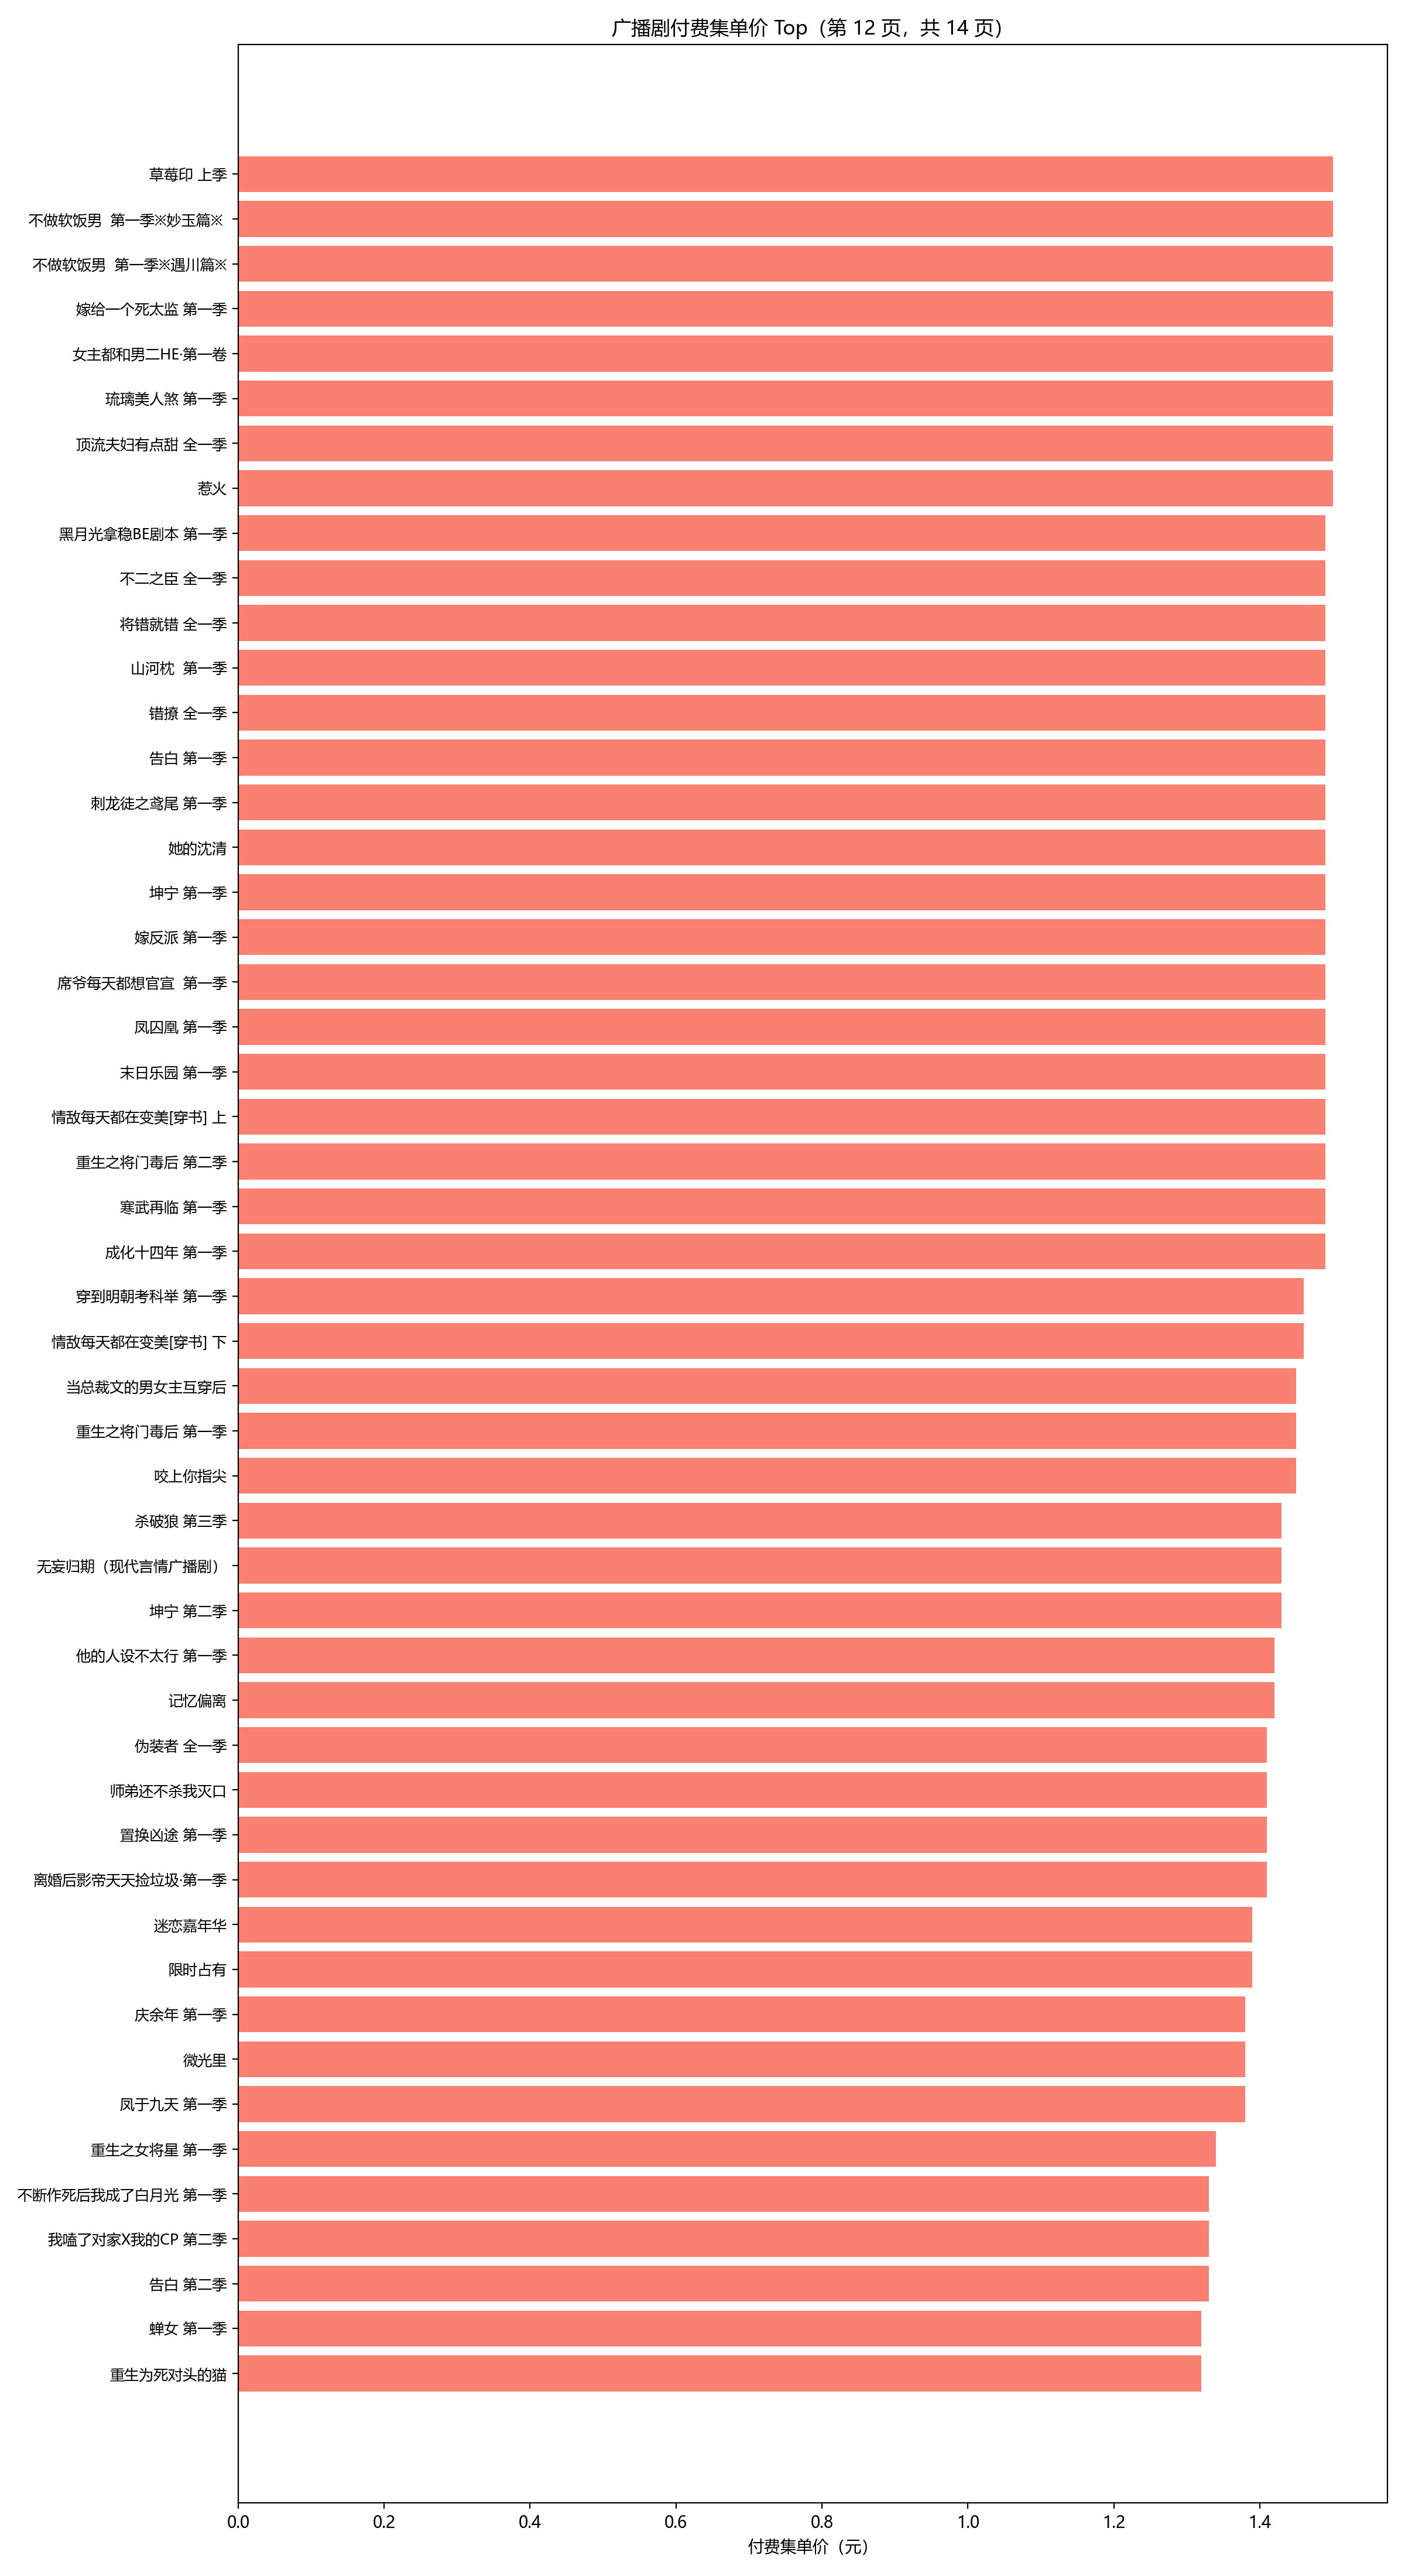 广播剧付费集单价 Top（第 12 页，共 14 页）
草莓印 上季
不做软饭男  第一季※妙玉篇※
不做软饭男  第一季※遇川篇※
嫁给一个死太监 第一季
女主都和男二HE·第一卷
琉璃美人煞 第一季
顶流夫妇有点甜 全一季
惹火
黑月光拿稳BE剧本 第一季
不二之臣 全一季
将错就错 全一季
山河枕  第一季
错撩 全一季
告白 第一季
刺龙徒之鸢尾 第一季
她的沈清
坤宁 第一季
嫁反派 第一季
席爷每天都想官宣  第一季
凤囚凰 第一季
末日乐园 第一季
情敌每天都在变美[穿书] 上
重生之将门毒后 第二季
寒武再临 第一季
成化十四年 第一季
穿到明朝考科举 第一季
情敌每天都在变美[穿书] 下
当总裁文的男女主互穿后
重生之将门毒后 第一季
咬上你指尖
杀破狼 第三季
无妄归期（现代言情广播剧）
坤宁 第二季
他的人设不太行 第一季
记忆偏离
伪装者 全一季
师弟还不杀我灭口
置换凶途 第一季
离婚后影帝天天捡垃圾·第一季
迷恋嘉年华
限时占有
庆余年 第一季
微光里
凤于九天 第一季
重生之女将星 第一季
不断作死后我成了白月光 第一季
我嗑了对家X我的CP 第二季
告白 第二季
蝉女 第一季
重生为死对头的猫
0.0 0.2 0.4 0.6 0.8 1.0 1.2 1.4
付费集单价（元）